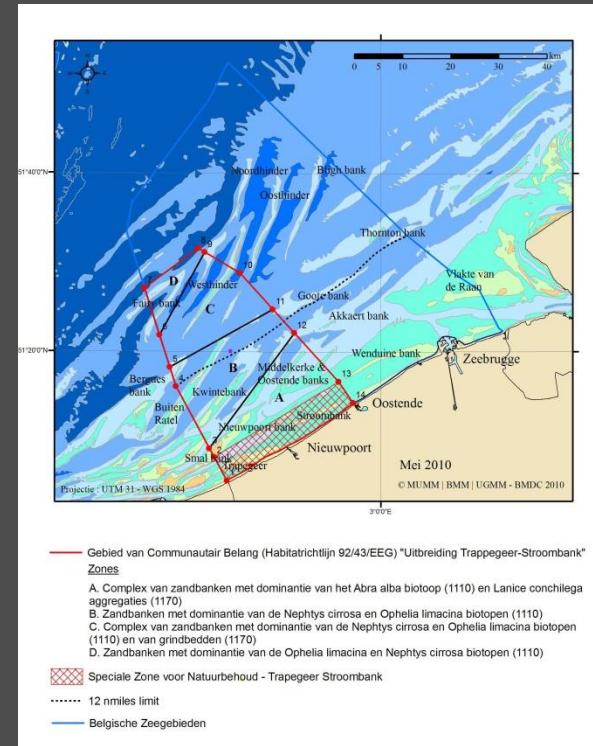 km
0 5 10 20 30 40
51°40'0"N
Noordhinder
Bligh bank
Oosthinder
Thornton bank
8
9
10
D
Westhinder
Vlakte van
de Raan
7
Fairy bank
C
11
Goote bank
12
Akkaert bank
6
51°20'0"N
B
Wenduine bank
Zeebrugge
5
Bergues
bank
4
Kwintebank
Middelkerke &
Oostende banks
13
A
14
Buiten
Ratel
Stroombank
Oostende
Nieuwpoort bank
3
2
Smal bank
Nieuwpoort
Trapegeer
1
Mei 2010
Projectie : UTM 31 - WGS 1984
© MUMM | BMM | UGMM - BMDC 2010
3°0'0"E
Gebied van Communautair Belang (Habitatrichtlijn 92/43/EEG) "Uitbreiding Trappegeer-Stroombank"
Zones
A. Complex van zandbanken met dominantie van het Abra alba biotoop (1110) en Lanice conchilega
aggregaties (1170)
B. Zandbanken met dominantie van de Nephtys cirrosa en Ophelia limacina biotopen (1110)
C. Complex van zandbanken met dominantie van de Nephtys cirrosa en Ophelia limacina biotopen
(1110) en van grindbedden (1170)
D. Zandbanken met dominantie van de Ophelia limacina en Nephtys cirrosa biotopen (1110)
Speciale Zone voor Natuurbehoud - Trapegeer Stroombank
12 nmiles limit
Belgische Zeegebieden